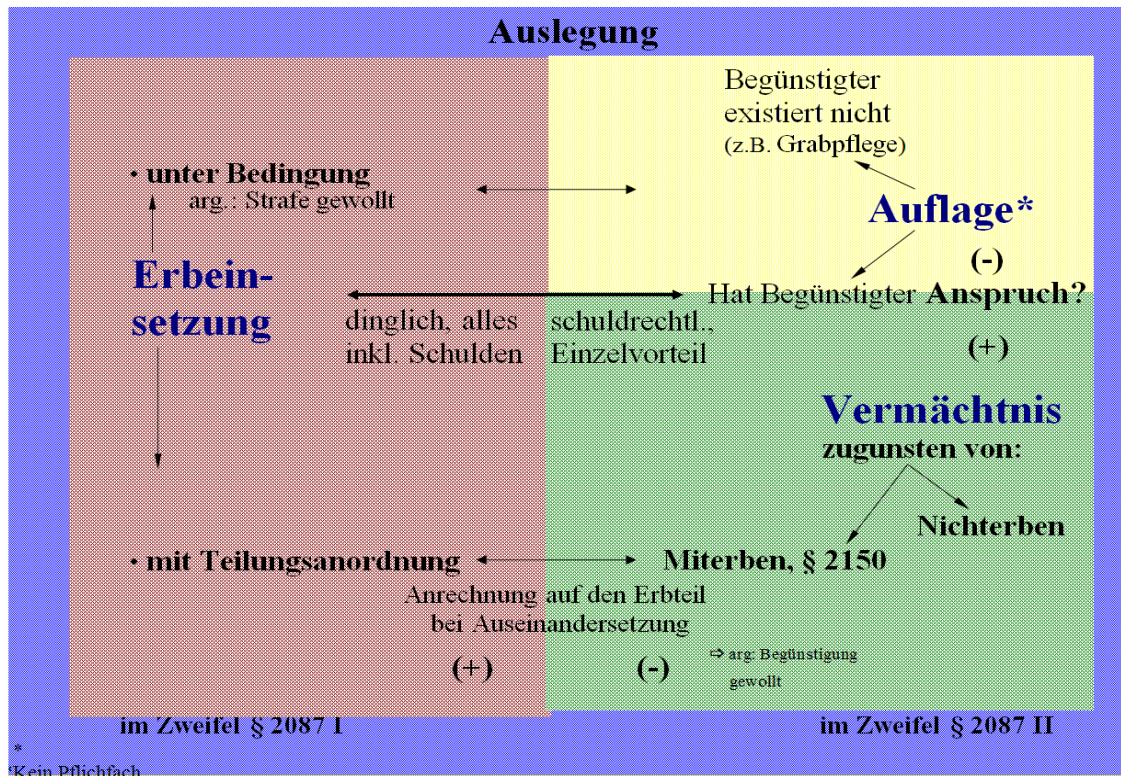 Auslegung
Begünstigter
existiert nicht
(z.B. Grabpflege)
• unter Bedingung
arg.: Strafe gewollt
Auflage*
(-)
Erbein-
setzung
Hat Begünstigter Anspruch?
dinglich, alles
inkl. Schulden
schuldrechtl.,
Einzelvorteil
(+)
Vermächtnis
zugunsten von:
Nichterben
• mit Teilungsanordnung
Miterben, § 2150
Anrechnung auf den Erbteil
bei Auseinandersetzung
(+)
(-)
⇨ arg: Begünstigung
gewollt
im Zweifel § 2087 I
im Zweifel § 2087 II
*
‘Kein Pflichfach